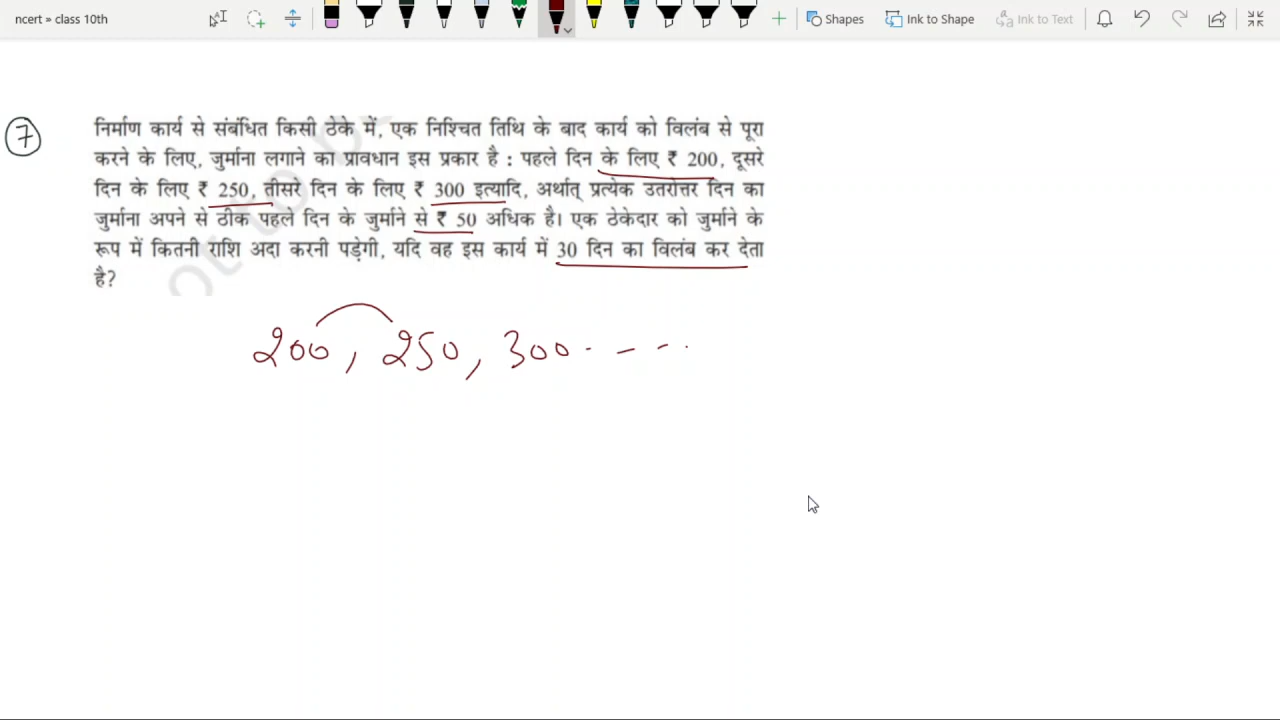 ncert » class 10th
Shapes Ink to Shape Ink to Text
7
निर्माण कार्य से संबंधित किसी ठेके में, एक निश्चित तिथि के बाद कार्य को विलंब से पूरा
करने के लिए, जुर्माना लगाने का प्रावधान इस प्रकार है : पहले दिन के लिए ₹ 200, दूसरे
दिन के लिए ₹ 250, तीसरे दिन के लिए ₹ 300 इत्यादि, अर्थात् प्रत्येक उतरोत्तर दिन का
जुर्माना अपने से ठीक पहले दिन के जुर्माने से ₹ 50 अधिक है। एक ठेकेदार को जुर्माने के
रूप में कितनी राशि अदा करनी पड़ेगी, यदि वह इस कार्य में 30 दिन का विलंब कर देता
है?
200, 250, 300. - - - .